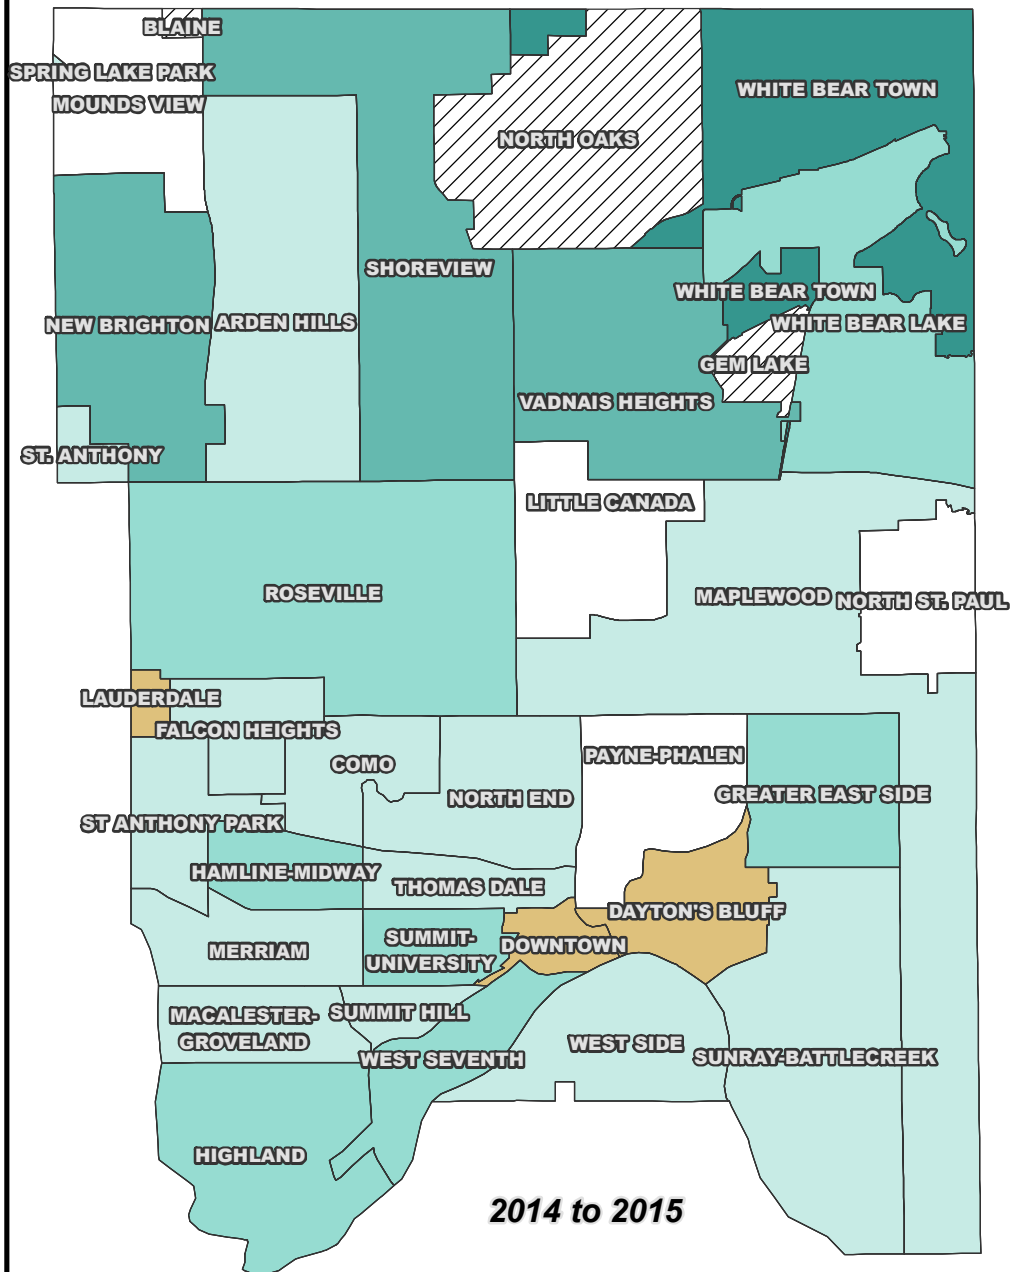 BLAINE
SPRING LAKE PARK
WHITE BEAR TOWN
MOUNDS VIEW
NORTH OAKS
SHOREVIEW
WHITE BEAR TOWN
NEW BRIGHTON
ARDEN HILLS
WHITE BEAR LAKE
GEM LAKE
VADNAIS HEIGHTS
ST. ANTHONY
LITTLE CANADA
ROSEVILLE
MAPLEWOOD
NORTH ST. PAUL
LAUDERDALE
FALCON HEIGHTS
PAYNE-PHALEN
COMO
GREATER EAST SIDE
NORTH END
ST ANTHONY PARK
HAMLINE-MIDWAY
THOMAS DALE
DAYTON'S BLUFF
SUMMIT-
UNIVERSITY
DOWNTOWN
MERRIAM
MACALESTER-
GROVELAND
SUMMIT HILL
WEST SIDE
WEST SEVENTH
SUNRAY-BATTLECREEK
HIGHLAND
2014 to 2015